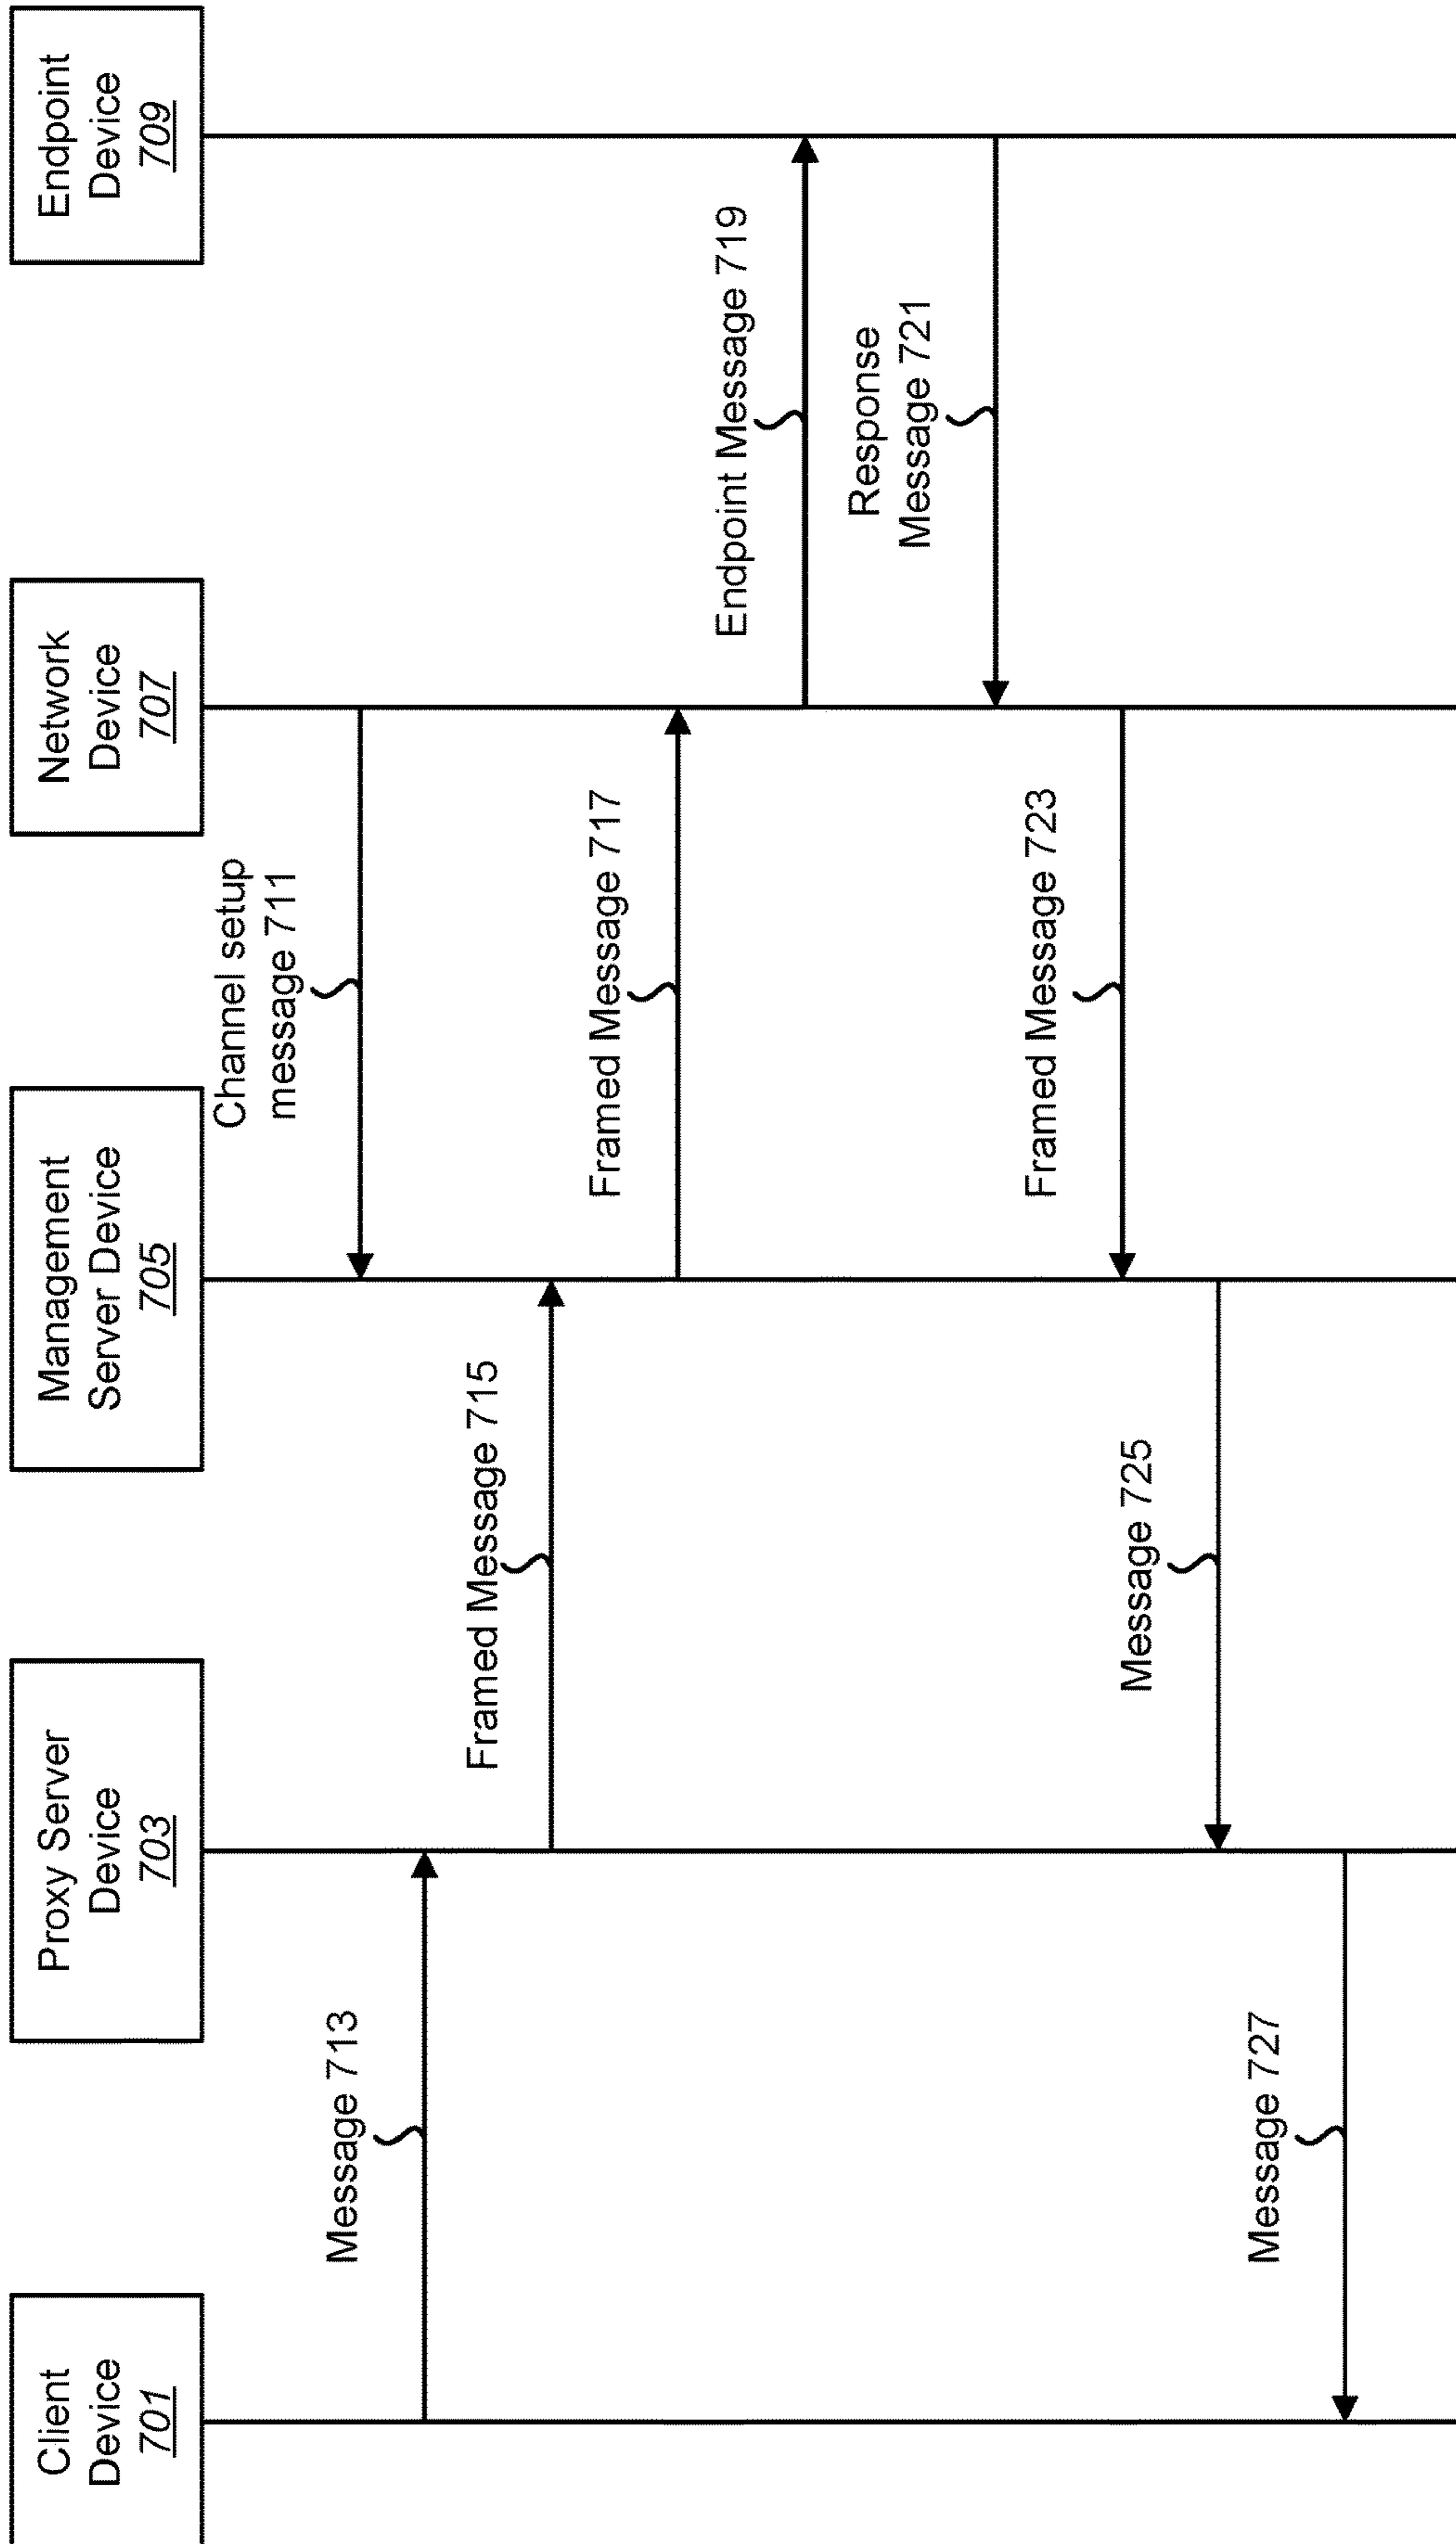 Client
Device
701
Proxy Server
Device
703
Management
Server Device
705
Network
Device
707
Endpoint
Device
709
Channel setup
message 711
Message 713
Framed Message 715
Framed Message 717
Endpoint Message 719
Response
Message 721
Framed Message 723
Message 725
Message 727